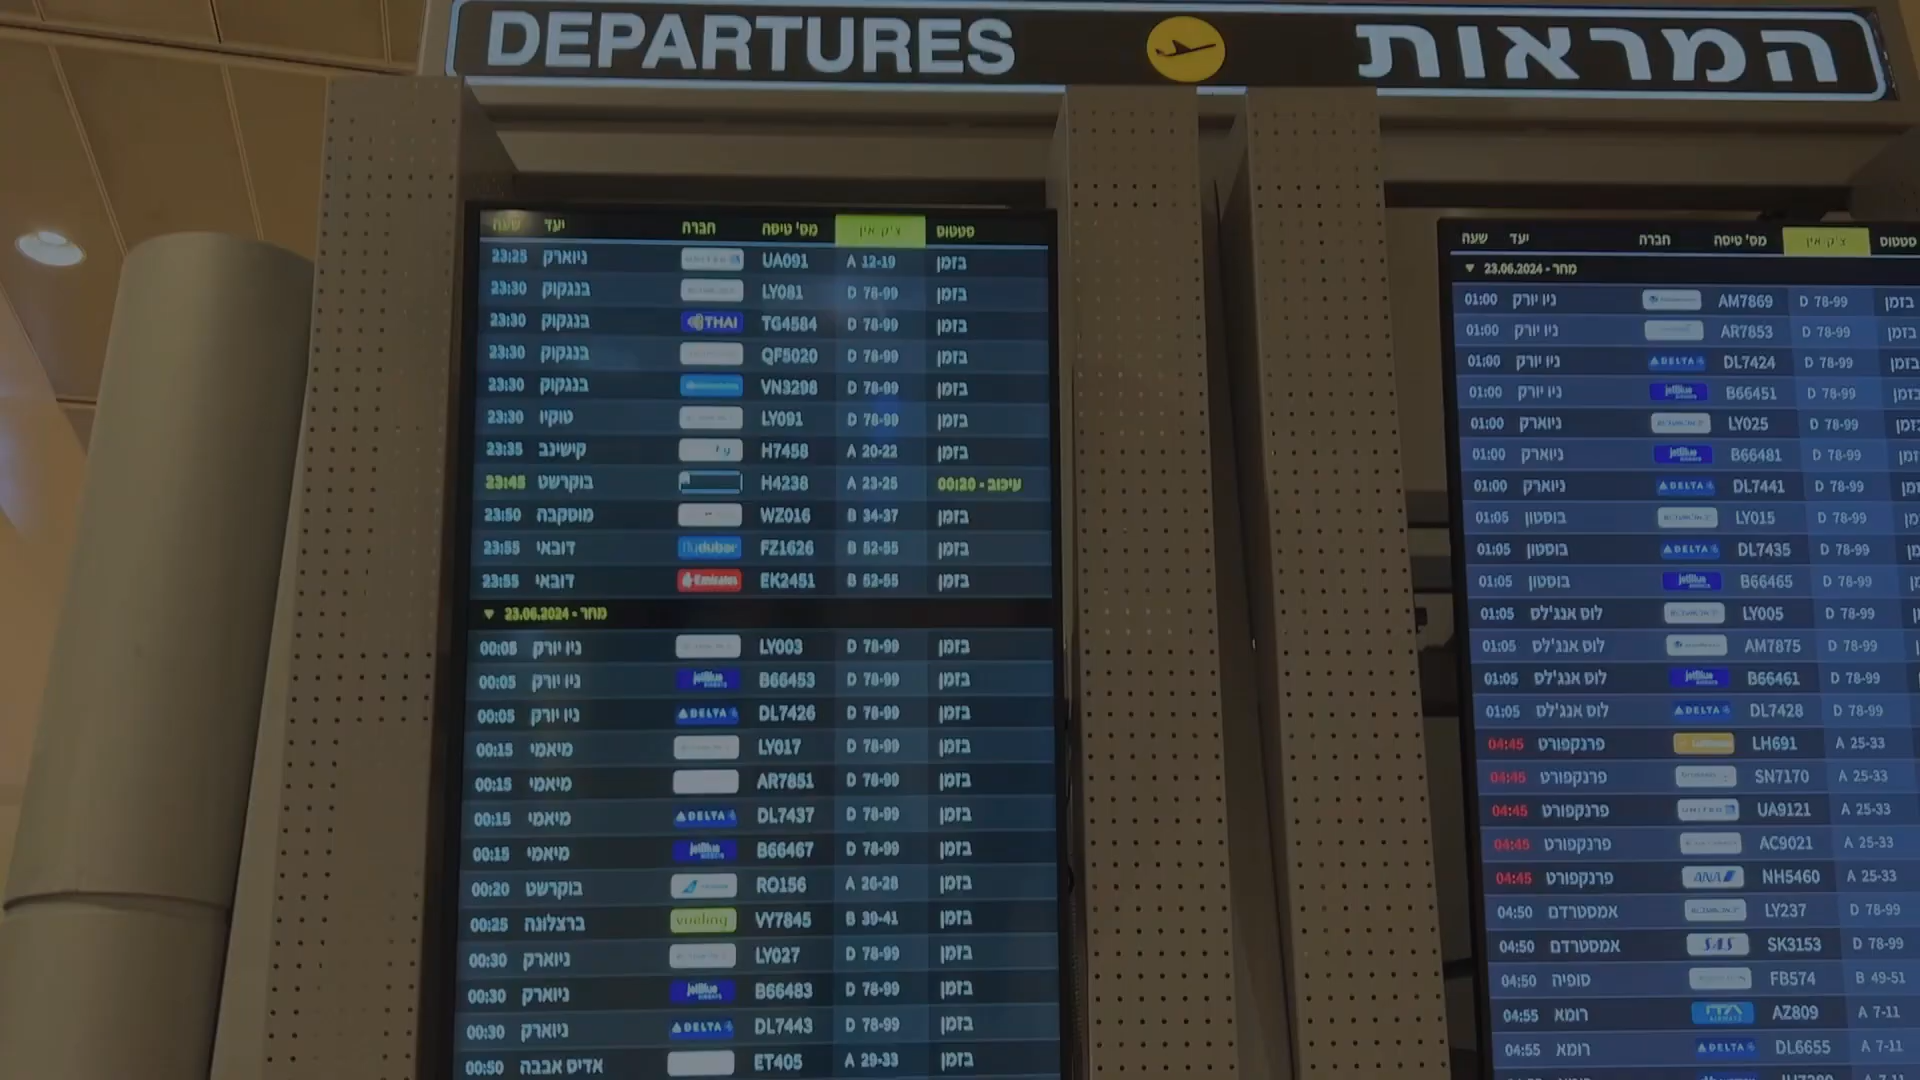 DEPARTURES המראות
שעה יעד חברה מס' טיסה צ'ק אין סטטוס
23:25 ניוארק UA091 A 12-19 בזמן
23:30 בנגקוק LY081 D 78-99 בזמן
23:30 בנגקוק THAI TG4584 D 78-99 בזמן
23:30 בנגקוק QF5020 D 78-99 בזמן
23:30 בנגקוק VN3298 D 78-99 בזמן
23:30 טוקיו LY091 D 78-99 בזמן
23:35 קישינב H7458 A 20-22 בזמן
23:45 בוקרשט H4238 A 23-25 עיכוב - 00:20
23:50 מוסקבה WZ016 B 34-37 בזמן
23:55 דובאי flydubai FZ1626 B 52-55 בזמן
23:55 דובאי Emirates EK2451 B 52-55 בזמן
מחר - 23.06.2024
00:05 ניו יורק LY003 D 78-99 בזמן
00:05 ניו יורק jetBlue B66453 D 78-99 בזמן
00:05 ניו יורק DELTA DL7426 D 78-99 בזמן
00:15 מיאמי LY017 D 78-99 בזמן
00:15 מיאמי AR7851 D 78-99 בזמן
00:15 מיאמי DELTA DL7437 D 78-99 בזמן
00:15 מיאמי jetBlue B66467 D 78-99 בזמן
00:20 בוקרשט RO156 A 26-28 בזמן
00:25 ברצלונה vueling VY7845 B 39-41 בזמן
00:30 ניוארק LY027 D 78-99 בזמן
00:30 ניוארק jetBlue B66483 D 78-99 בזמן
00:30 ניוארק DELTA DL7443 D 78-99 בזמן
00:50 אדיס אבבה ET405 A 29-33 בזמן
שעה יעד חברה מס' טיסה צ'ק אין סטטוס
מחר - 23.06.2024
01:00 ניו יורק AM7869 D 78-99 בזמן
01:00 ניו יורק AR7853 D 78-99 בזמן
01:00 ניו יורק DELTA DL7424 D 78-99 בזמן
01:00 ניו יורק jetBlue B66451 D 78-99 בזמן
01:00 ניוארק LY025 D 78-99
01:00 ניוארק jetBlue B66481 D 78-99
01:00 ניוארק DELTA DL7441 D 78-99
01:05 בוסטון LY015 D 78-99
01:05 בוסטון DELTA DL7435 D 78-99
01:05 בוסטון jetBlue B66465 D 78-99
01:05 לוס אנג'לס LY005 D 78-99
01:05 לוס אנג'לס AM7875 D 78-99
01:05 לוס אנג'לס jetBlue B66461 D 78-99
01:05 לוס אנג'לס DELTA DL7428 D 78-99
04:45 פרנקפורט LH691 A 25-33
04:45 פרנקפורט SN7170 A 25-33
04:45 פרנקפורט UNITED UA9121 A 25-33
04:45 פרנקפורט AC9021 A 25-33
04:45 פרנקפורט ANA NH5460 A 25-33
04:50 אמסטרדם LY237 D 78-99
04:50 אמסטרדם SAS SK3153 D 78-99
04:50 סופיה FB574 B 49-51
04:55 רומא ITA AIRWAYS AZ809 A 7-11
04:55 רומא DELTA DL6655 A 7-11